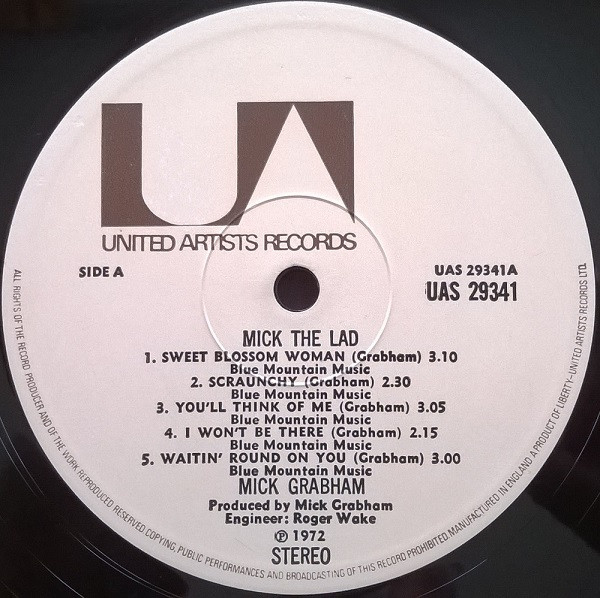 UA
UNITED ARTISTS RECORDS
SIDE A
UAS 29341A
UAS 29341
MICK THE LAD
1. SWEET BLOSSOM WOMAN (Grabham) 3.10
Blue Mountain Music
2. SCRAUNCHY (Grabham) 2.30
Blue Mountain Music
3. YOU'LL THINK OF ME (Grabham) 3.05
Blue Mountain Music
4. I WON'T BE THERE (Grabham) 2.15
Blue Mountain Music
5. WAITIN' ROUND ON YOU (Grabham) 3.00
Blue Mountain Music
MICK GRABHAM
Produced by Mick Grabham
Engineer: Roger Wake
℗ 1972
STEREO
ALL RIGHTS OF THE RECORD PRODUCER AND OF THE WORK REPRODUCED RESERVED.COPYING,PUBLIC PERFORMANCES AND BROADCASTING OF THIS RECORD PROHIBITED.MANUFACTURED IN ENGLAND.A PRODUCT OF LIBERTY-UNITED ARTISTS RECORDS LTD.